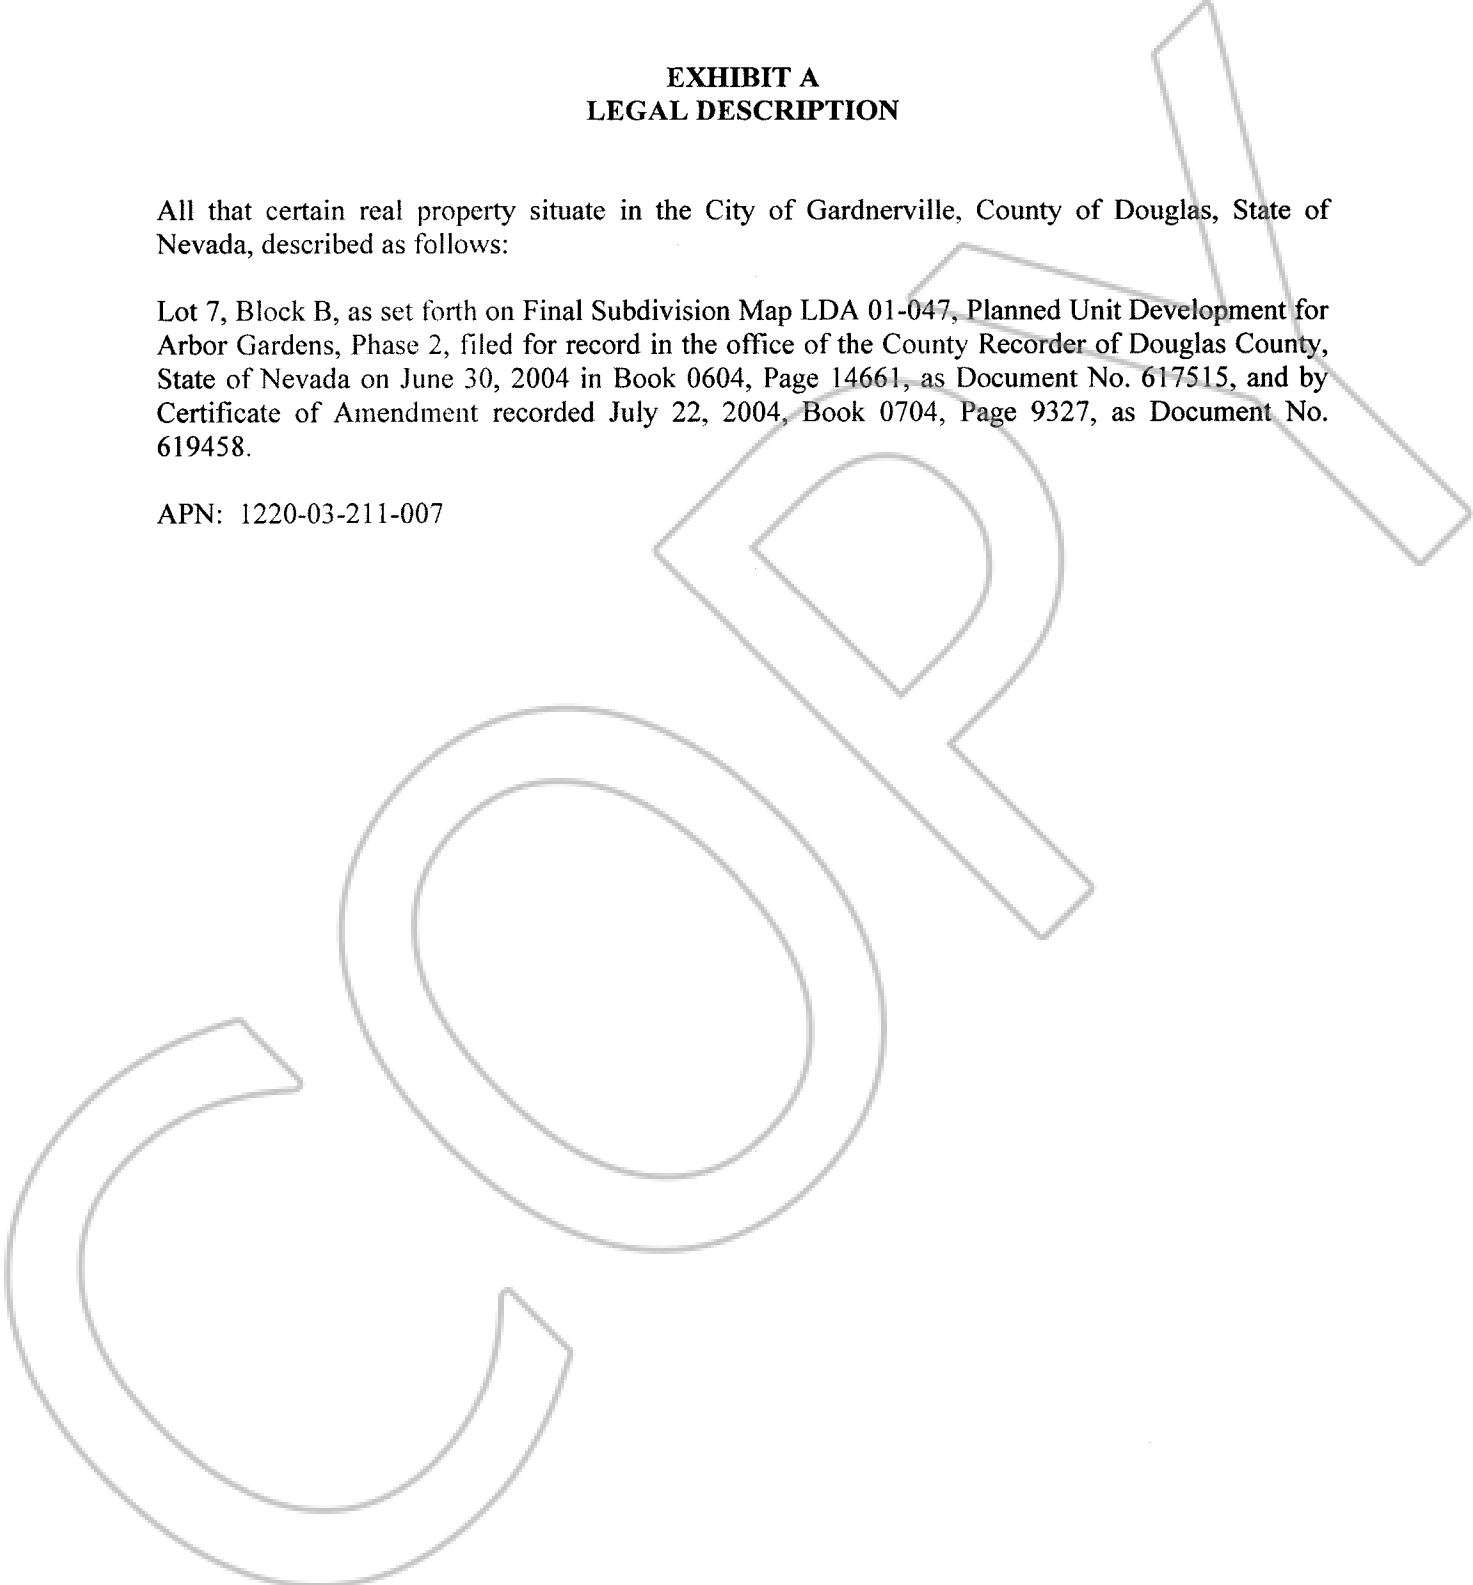 EXHIBIT A
LEGAL DESCRIPTION
All that certain real property situate in the City of Gardnerville, County of Douglas, State of
Nevada, described as follows:
Lot 7, Block B, as set forth on Final Subdivision Map LDA 01-047, Planned Unit Development for
Arbor Gardens, Phase 2, filed for record in the office of the County Recorder of Douglas County,
State of Nevada on June 30, 2004 in Book 0604, Page 14661, as Document No. 617515, and by
Certificate of Amendment recorded July 22, 2004, Book 0704, Page 9327, as Document No.
619458.
APN: 1220-03-211-007
COPY